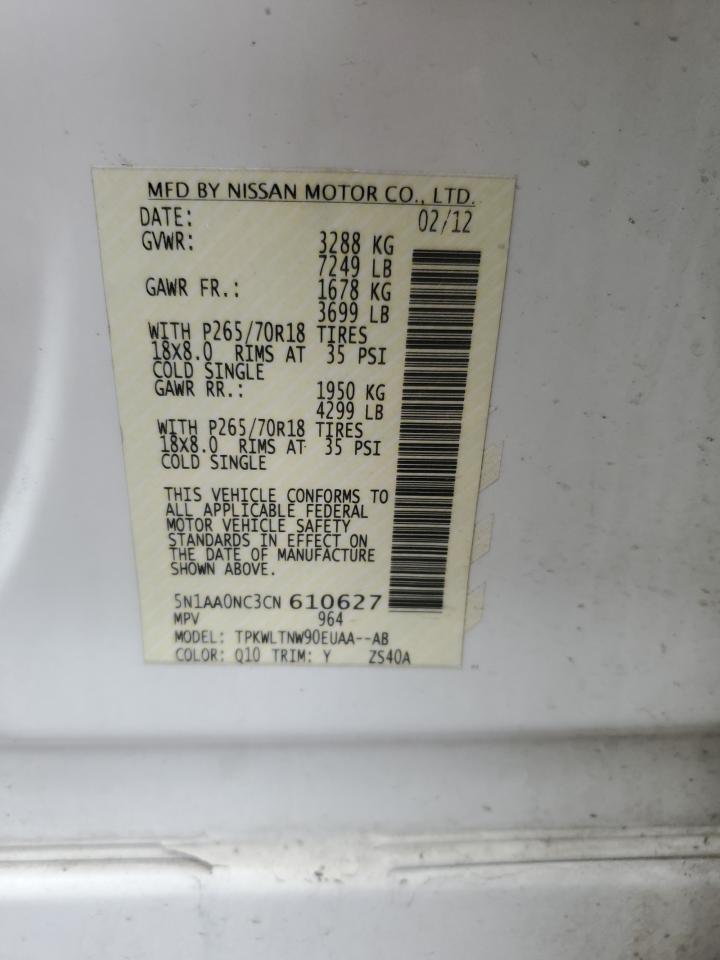 MFD BY NISSAN MOTOR CO., LTD.
DATE: 02/12
GVWR: 3288 KG
7249 LB
GAWR FR.: 1678 KG
3699 LB
WITH P265/70R18 TIRES
18X8.0 RIMS AT 35 PSI
COLD SINGLE
GAWR RR.: 1950 KG
4299 LB
WITH P265/70R18 TIRES
18X8.0 RIMS AT 35 PSI
COLD SINGLE
THIS VEHICLE CONFORMS TO
ALL APPLICABLE FEDERAL
MOTOR VEHICLE SAFETY
STANDARDS IN EFFECT ON
THE DATE OF MANUFACTURE
SHOWN ABOVE.
5N1AA0NC3CN 610627
MPV 964
MODEL: TPKWLTNW90EUAA--AB
COLOR: Q10 TRIM: Y ZS40A